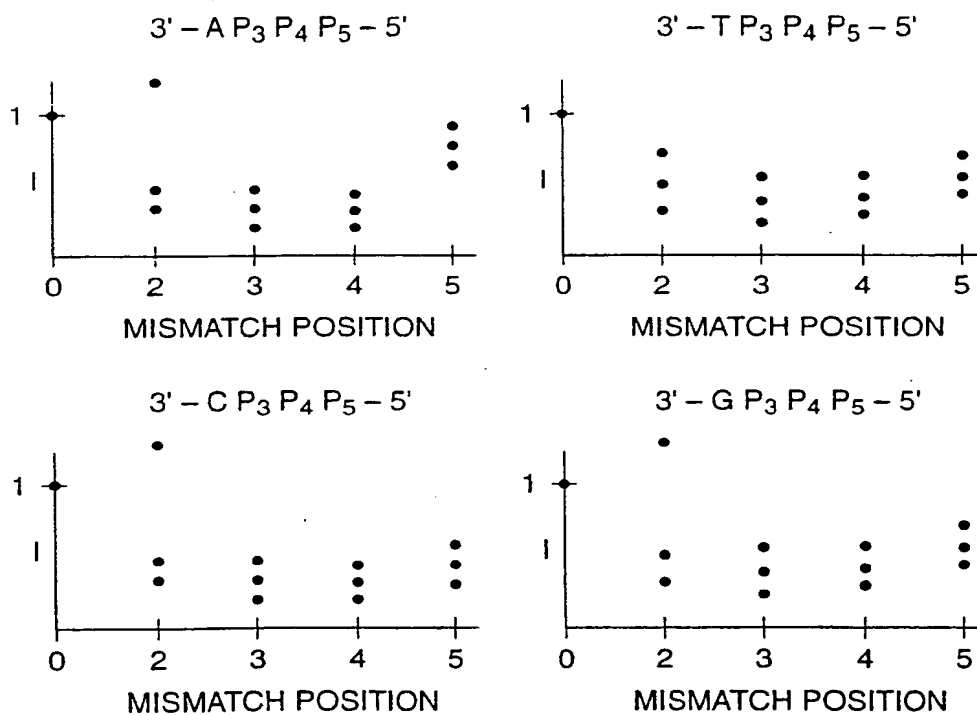 3' – A P₃ P₄ P₅ – 5'
1
I
0 2 3 4 5
MISMATCH POSITION
3' – T P₃ P₄ P₅ – 5'
1
I
0 2 3 4 5
MISMATCH POSITION
3' – C P₃ P₄ P₅ – 5'
1
I
0 2 3 4 5
MISMATCH POSITION
3' – G P₃ P₄ P₅ – 5'
1
I
0 2 3 4 5
MISMATCH POSITION